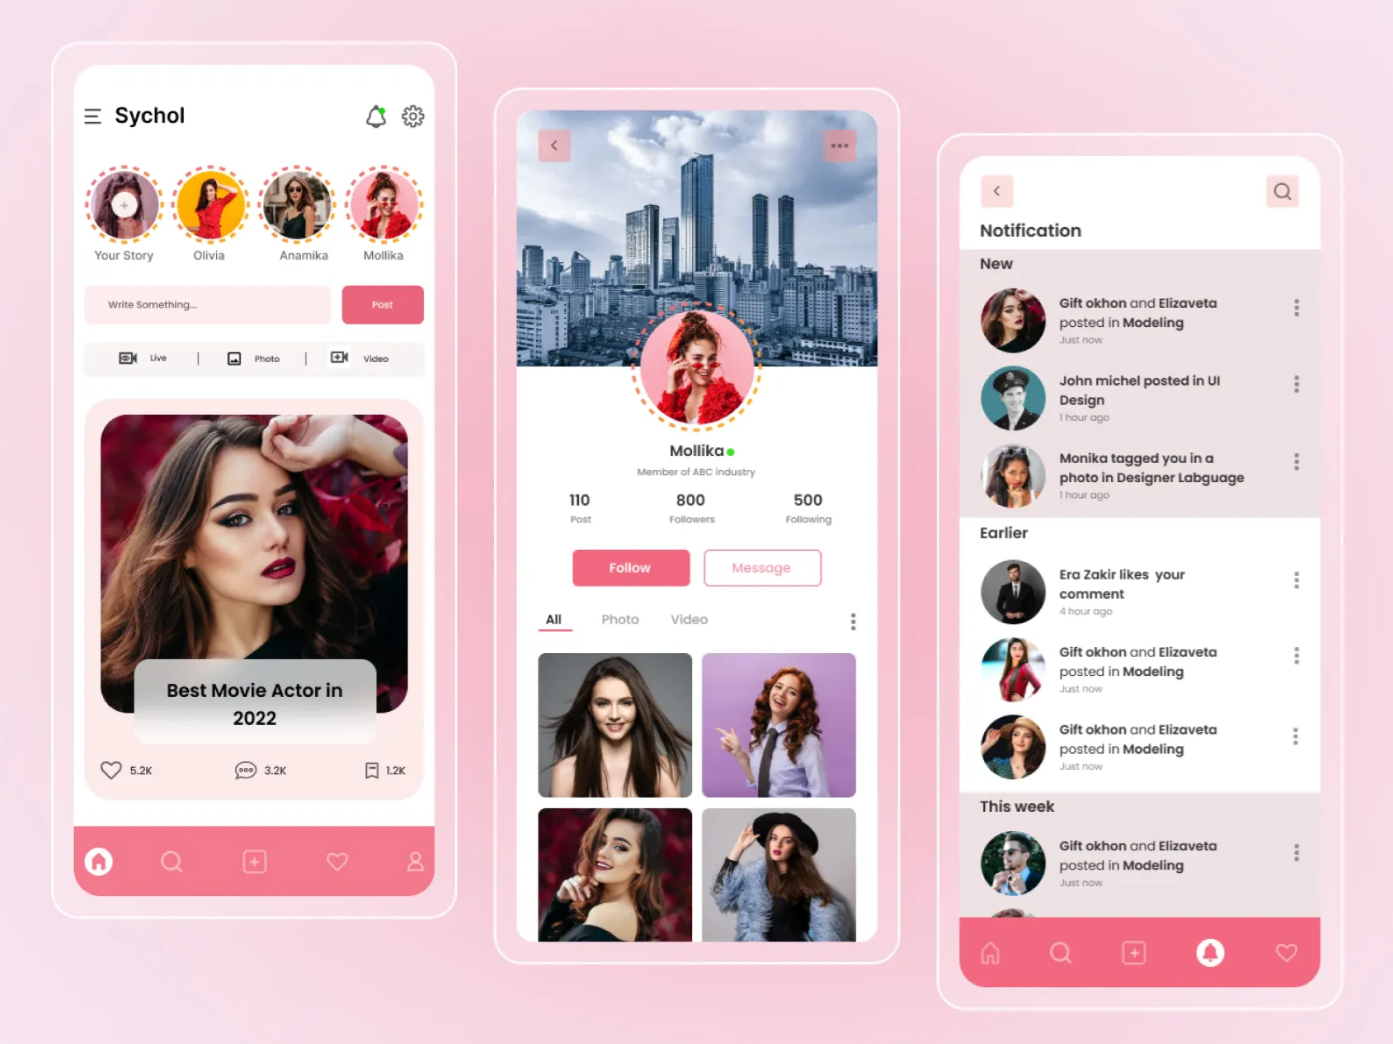 Sychol
Your Story
Olivia
Anamika
Mollika
Write Something...
Post
Live
Photo
Video
Best Movie Actor in
2022
5.2K
3.2K
1.2K
Mollika
Member of ABC industry
110
800
500
Post
Followers
Following
Follow
Message
All
Photo
Video
Notification
New
Gift okhon and Elizaveta
posted in Modeling
Just now
John michel posted in UI
Design
1 hour ago
Monika tagged you in a
photo in Designer Labguage
1 hour ago
Earlier
Era Zakir likes your
comment
4 hour ago
Gift okhon and Elizaveta
posted in Modeling
Just now
Gift okhon and Elizaveta
posted in Modeling
Just now
This week
Gift okhon and Elizaveta
posted in Modeling
Just now